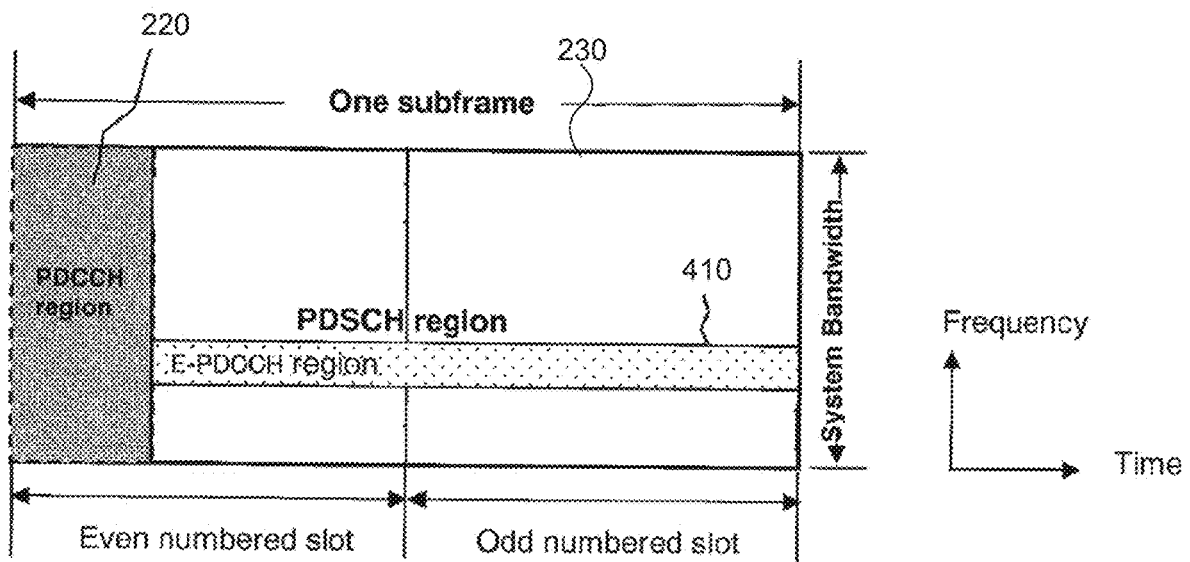 220
230
One subframe
PDCCH
region
410
PDSCH region
E-PDCCH region
System Bandwidth
Frequency
Time
Even numbered slot
Odd numbered slot